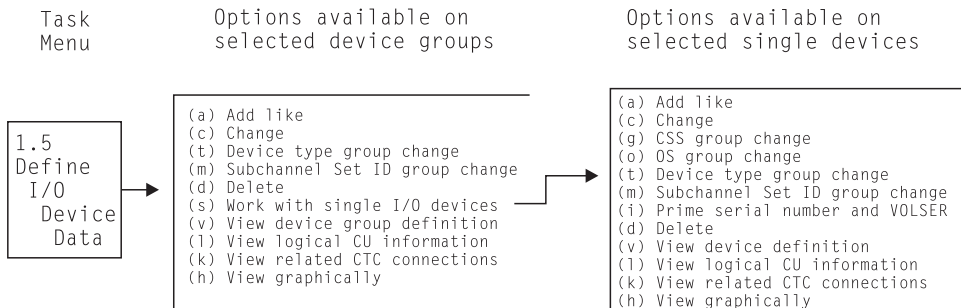 Task
Menu
Options available on
selected device groups
Options available on
selected single devices
1.5
Define
I/O
Device
Data
(a) Add like
(c) Change
(t) Device type group change
(m) Subchannel Set ID group change
(d) Delete
(s) Work with single I/O devices
(v) View device group definition
(l) View logical CU information
(k) View related CTC connections
(h) View graphically
(a) Add like
(c) Change
(g) CSS group change
(o) OS group change
(t) Device type group change
(m) Subchannel Set ID group change
(i) Prime serial number and VOLSER
(d) Delete
(v) View device definition
(l) View logical CU information
(k) View related CTC connections
(h) View graphically